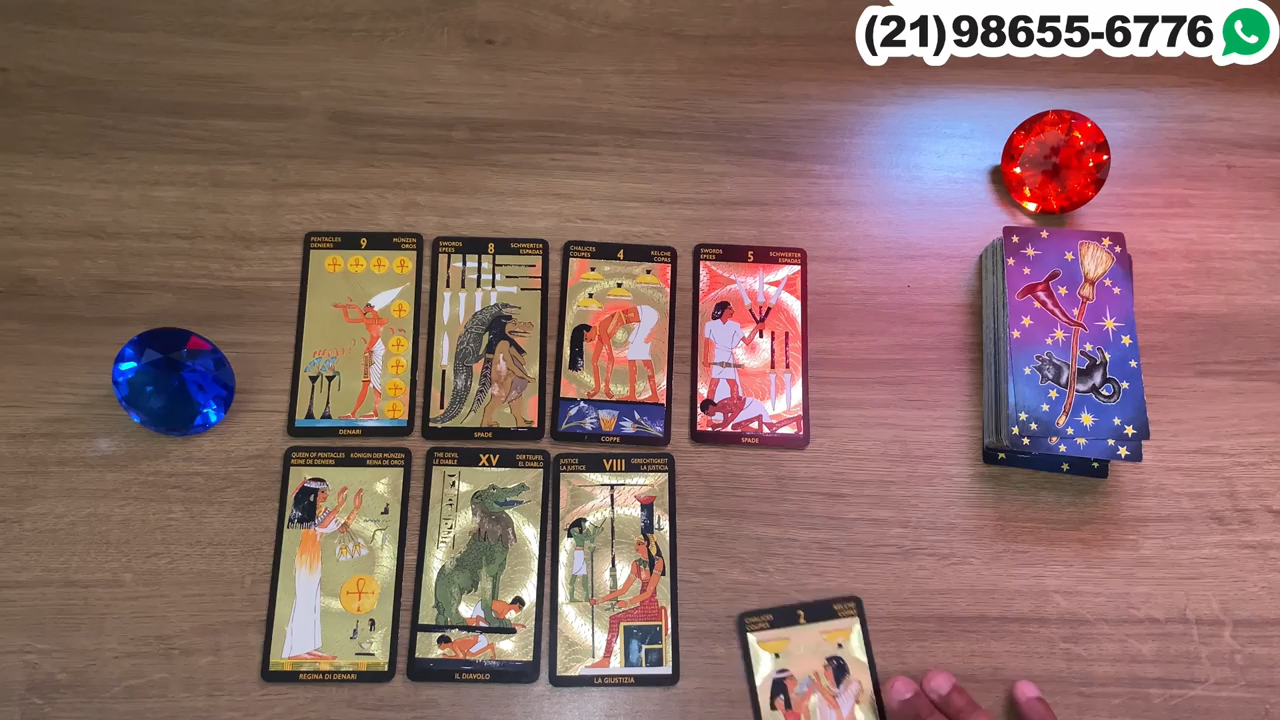 (21)98655-6776
PENTACLES 9 MÜNZEN
DENIERS OROS
DENARI
SWORDS 8 SCHWERTER
EPEES ESPADAS
SPADE
CHALICES 4 KELCHE
COUPES COPAS
COPPE
SWORDS 5 SCHWERTER
EPEES ESPADAS
SPADE
QUEEN OF PENTACLES KÖNIGIN DER MÜNZEN
REINE DE DENIERS REINA DE OROS
REGINA DI DENARI
THE DEVIL XV DER TEUFEL
LE DIABLE EL DIABLO
IL DIAVOLO
JUSTICE VIII GERECHTIGKEIT
LA JUSTICE LA JUSTICIA
LA GIUSTIZIA
CHALICES 2 KELCHE
COUPES COPAS